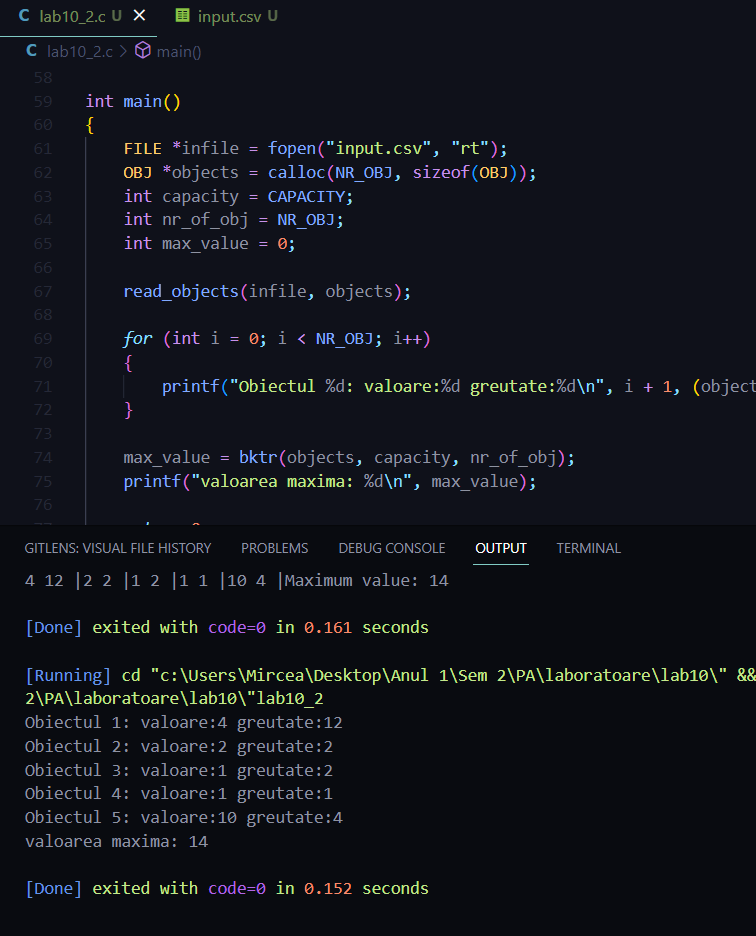 C lab10_2.c U × input.csv U
C lab10_2.c > main()
58
59 int main()
60 {
61 FILE *infile = fopen("input.csv", "rt");
62 OBJ *objects = calloc(NR_OBJ, sizeof(OBJ));
63 int capacity = CAPACITY;
64 int nr_of_obj = NR_OBJ;
65 int max_value = 0;
66
67 read_objects(infile, objects);
68
69 for (int i = 0; i < NR_OBJ; i++)
70 {
71 printf("Obiectul %d: valoare:%d greutate:%d\n", i + 1, (object
72 }
73
74 max_value = bktr(objects, capacity, nr_of_obj);
75 printf("valoarea maxima: %d\n", max_value);
76
GITLENS: VISUAL FILE HISTORY PROBLEMS DEBUG CONSOLE OUTPUT TERMINAL
4 12 |2 2 |1 2 |1 1 |10 4 |Maximum value: 14
[Done] exited with code=0 in 0.161 seconds
[Running] cd "c:\Users\Mircea\Desktop\Anul 1\Sem 2\PA\laboratoare\lab10\" &&
2\PA\laboratoare\lab10\"lab10_2
Obiectul 1: valoare:4 greutate:12
Obiectul 2: valoare:2 greutate:2
Obiectul 3: valoare:1 greutate:2
Obiectul 4: valoare:1 greutate:1
Obiectul 5: valoare:10 greutate:4
valoarea maxima: 14
[Done] exited with code=0 in 0.152 seconds